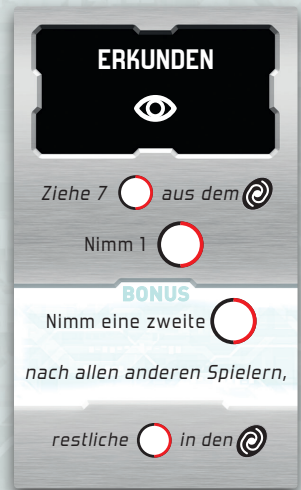 ERKUNDEN
Ziehe 7 aus dem
Nimm 1
BONUS
Nimm eine zweite
nach allen anderen Spielern,
restliche in den